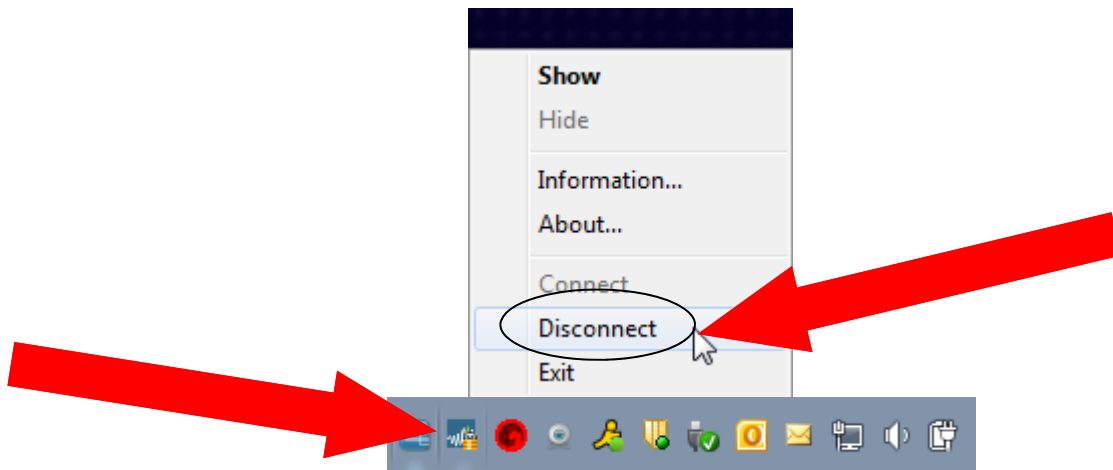 Show
Hide
Information...
About...
Connect
Disconnect
Exit